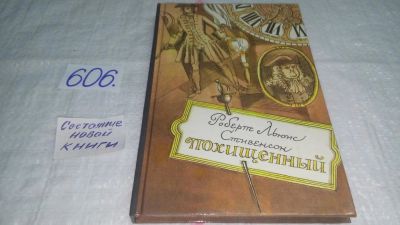 606.
Состояние
новой
книги
Роберт Льюис
Стивенсон
ПОХИЩЕННЫЙ